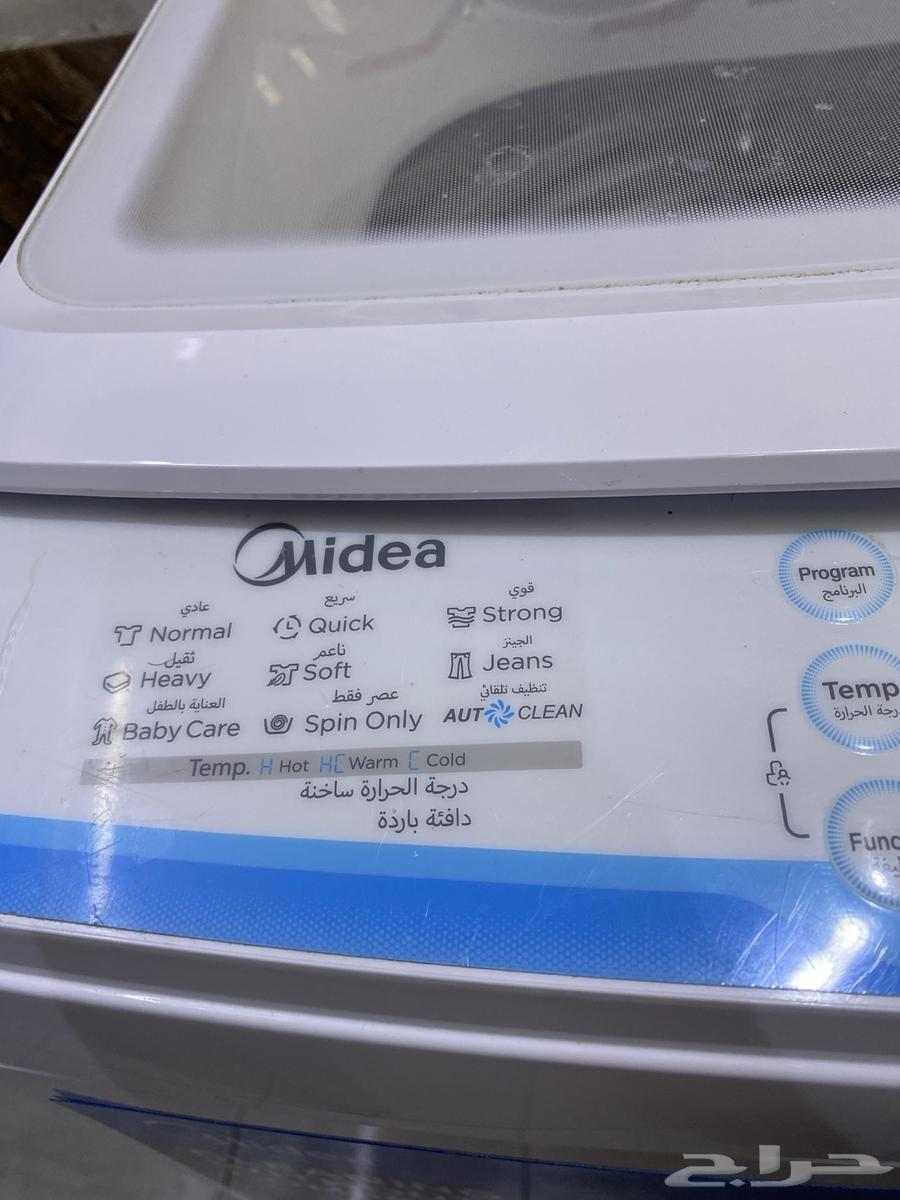 Midea
عادي
Normal
سريع
Quick
قوي
Strong
ثقيل
Heavy
ناعم
Soft
الجينز
Jeans
العناية بالطفل
Baby Care
عصر فقط
Spin Only
تنظيف تلقائي
AUTO CLEAN
Temp. H Hot HC Warm C Cold
درجة الحرارة ساخنة
دافئة باردة
Program
البرنامج
Temp
درجة الحرارة
Func
حراج